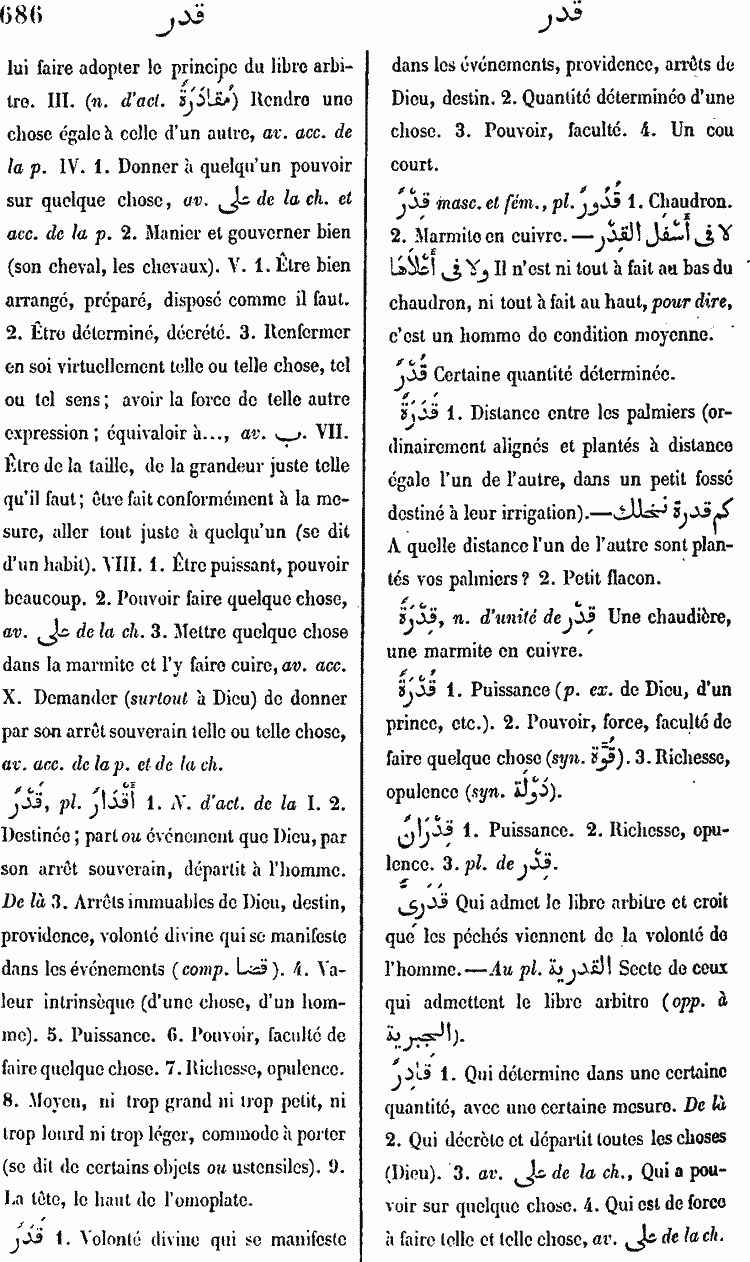 686
قدر
قدر
lui faire adopter le principe du libre arbi-
tre. III. (n. d'act. مُقَادَرَةٌ) Rendre une
chose égale à celle d'un autre, av. acc. de
la p. IV. 1. Donner à quelqu'un pouvoir
sur quelque chose, av. على de la ch. et
acc. de la p. 2. Manier et gouverner bien
(son cheval, les chevaux). V. 1. Être bien
arrangé, préparé, disposé comme il faut.
2. Être déterminé, décrété. 3. Renfermer
en soi virtuellement telle ou telle chose, tel
ou tel sens; avoir la force de telle autre
expression; équivaloir à..., av. ب. VII.
Être de la taille, de la grandeur juste telle
qu'il faut; être fait conformément à la me-
sure, aller tout juste à quelqu'un (se dit
d'un habit). VIII. 1. Être puissant, pouvoir
beaucoup. 2. Pouvoir faire quelque chose,
av. على de la ch. 3. Mettre quelque chose
dans la marmite et l'y faire cuire, av. acc.
X. Demander (surtout à Dieu) de donner
par son arrêt souverain telle ou telle chose,
av. acc. de la p. et de la ch.
قَدْرٌ, pl. أَقْدَارٌ 1. N. d'act. de la I. 2.
Destinée; part ou événement que Dieu, par
son arrêt souverain, départit à l'homme.
De là 3. Arrêts immuables de Dieu, destin,
providence, volonté divine qui se manifeste
dans les événements (comp. قضا). 4. Va-
leur intrinsèque (d'une chose, d'un hom-
me). 5. Puissance. 6. Pouvoir, faculté de
faire quelque chose. 7. Richesse, opulence.
8. Moyen, ni trop grand ni trop petit, ni
trop lourd ni trop léger, commode à porter
(se dit de certains objets ou ustensiles). 9.
La tête, le haut de l'omoplate.
قَدَرٌ 1. Volonté divine qui se manifeste
dans les événements, providence, arrêts de
Dieu, destin. 2. Quantité déterminée d'une
chose. 3. Pouvoir, faculté. 4. Un cou
court.
قِدْرٌ masc. et fém., pl. قُدُورٌ 1. Chaudron.
2. Marmite en cuivre. — لا فى أَسْفَل القِدْر
ولا فى أَعْلَاهَا Il n'est ni tout à fait au bas du
chaudron, ni tout à fait au haut, pour dire,
c'est un homme de condition moyenne.
قُدْرٌ Certaine quantité déterminée.
قَدْرَةٌ 1. Distance entre les palmiers (or-
dinairement alignés et plantés à distance
égale l'un de l'autre, dans un petit fossé
destiné à leur irrigation). — كم قدرة نَخلك
A quelle distance l'un de l'autre sont plan-
tés vos palmiers? 2. Petit flacon.
قِدْرَةٌ, n. d'unité de قِدْر Une chaudière,
une marmite en cuivre.
قُدْرَةٌ 1. Puissance (p. ex. de Dieu, d'un
prince, etc.). 2. Pouvoir, force, faculté de
faire quelque chose (syn. قُوَّة). 3. Richesse,
opulence (syn. دَوْلَة).
قِدْرَانٌ 1. Puissance. 2. Richesse, opu-
lence. 3. pl. de قِدْر.
قَدَرِىٌّ Qui admet le libre arbitre et croit
que les péchés viennent de la volonté de
l'homme. — Au pl. القدرية Secte de ceux
qui admettent le libre arbitre (opp. à
الجبرية).
قَادِرٌ 1. Qui détermine dans une certaine
quantité, avec une certaine mesure. De là
2. Qui décrète et départit toutes les choses
(Dieu). 3. av. على de la ch., Qui a pou-
voir sur quelque chose. 4. Qui est de force
à faire telle et telle chose, av. على de la ch.